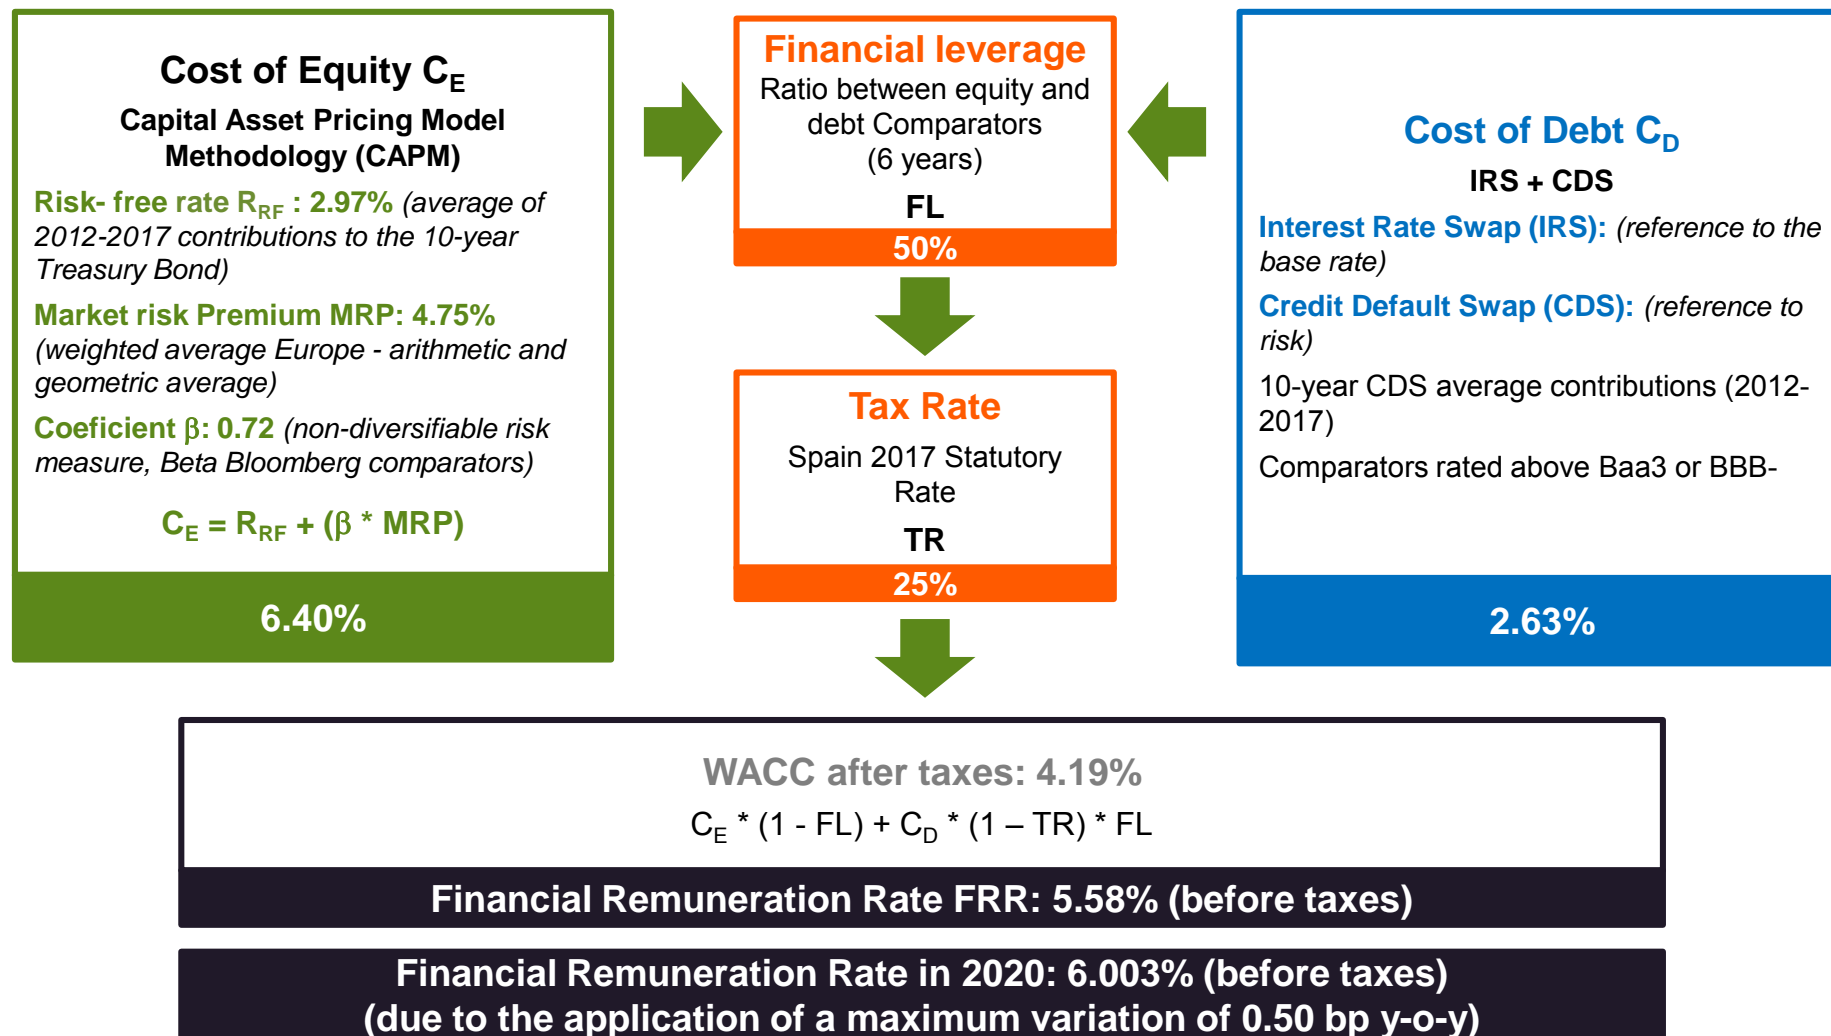 Cost of Equity CE
Capital Asset Pricing Model
Methodology (CAPM)
Risk- free rate RRF : 2.97% (average of
2012-2017 contributions to the 10-year
Treasury Bond)
Market risk Premium MRP: 4.75%
(weighted average Europe - arithmetic and
geometric average)
Coeficient β: 0.72 (non-diversifiable risk
measure, Beta Bloomberg comparators)
CE = RRF + (β * MRP)
6.40%
Financial leverage
Ratio between equity and
debt Comparators
(6 years)
FL
50%
Tax Rate
Spain 2017 Statutory
Rate
TR
25%
Cost of Debt CD
IRS + CDS
Interest Rate Swap (IRS): (reference to the
base rate)
Credit Default Swap (CDS): (reference to
risk)
10-year CDS average contributions (2012-
2017)
Comparators rated above Baa3 or BBB-
2.63%
WACC after taxes: 4.19%
CE * (1 - FL) + CD * (1 – TR) * FL
Financial Remuneration Rate FRR: 5.58% (before taxes)
Financial Remuneration Rate in 2020: 6.003% (before taxes)
(due to the application of a maximum variation of 0.50 bp y-o-y)